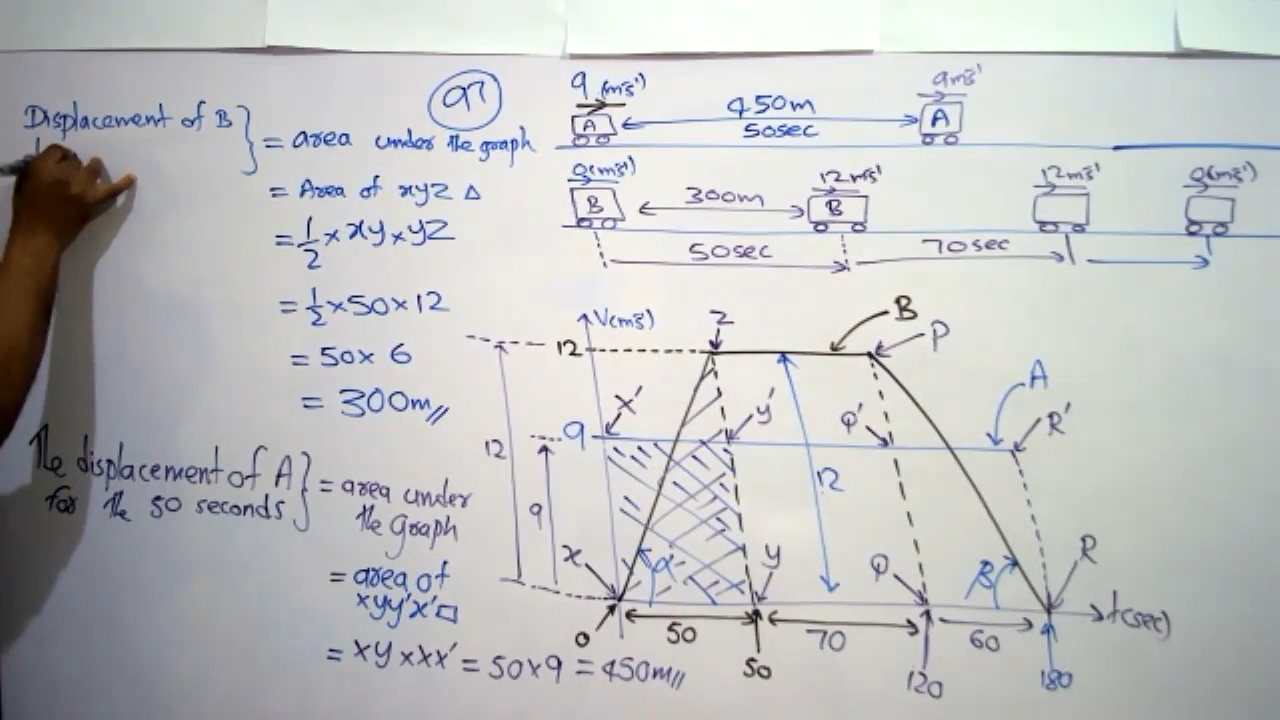 97
Displacement of B } = area under the graph
= Area of xyz △
= 1/2 × xy × yz
= 1/2 × 50 × 12
= 50 × 6
= 300m//
The displacement of A
for the 50 seconds } = area under
the graph
= area of
xyy'x' □
= xy × xx' = 50 × 9 = 450m//
9 (ms⁻¹)
9ms⁻¹
A
450m
50sec
A
0(ms⁻¹)
12ms⁻¹
12ms⁻¹
0(ms⁻¹)
B
300m
B
50sec
70sec
V(ms⁻¹)
Z
B
P
12
A
x'
y'
Q'
R'
9
12
9
12
x
α
y
Q
β
R
t(sec)
0
50
70
60
50
120
180